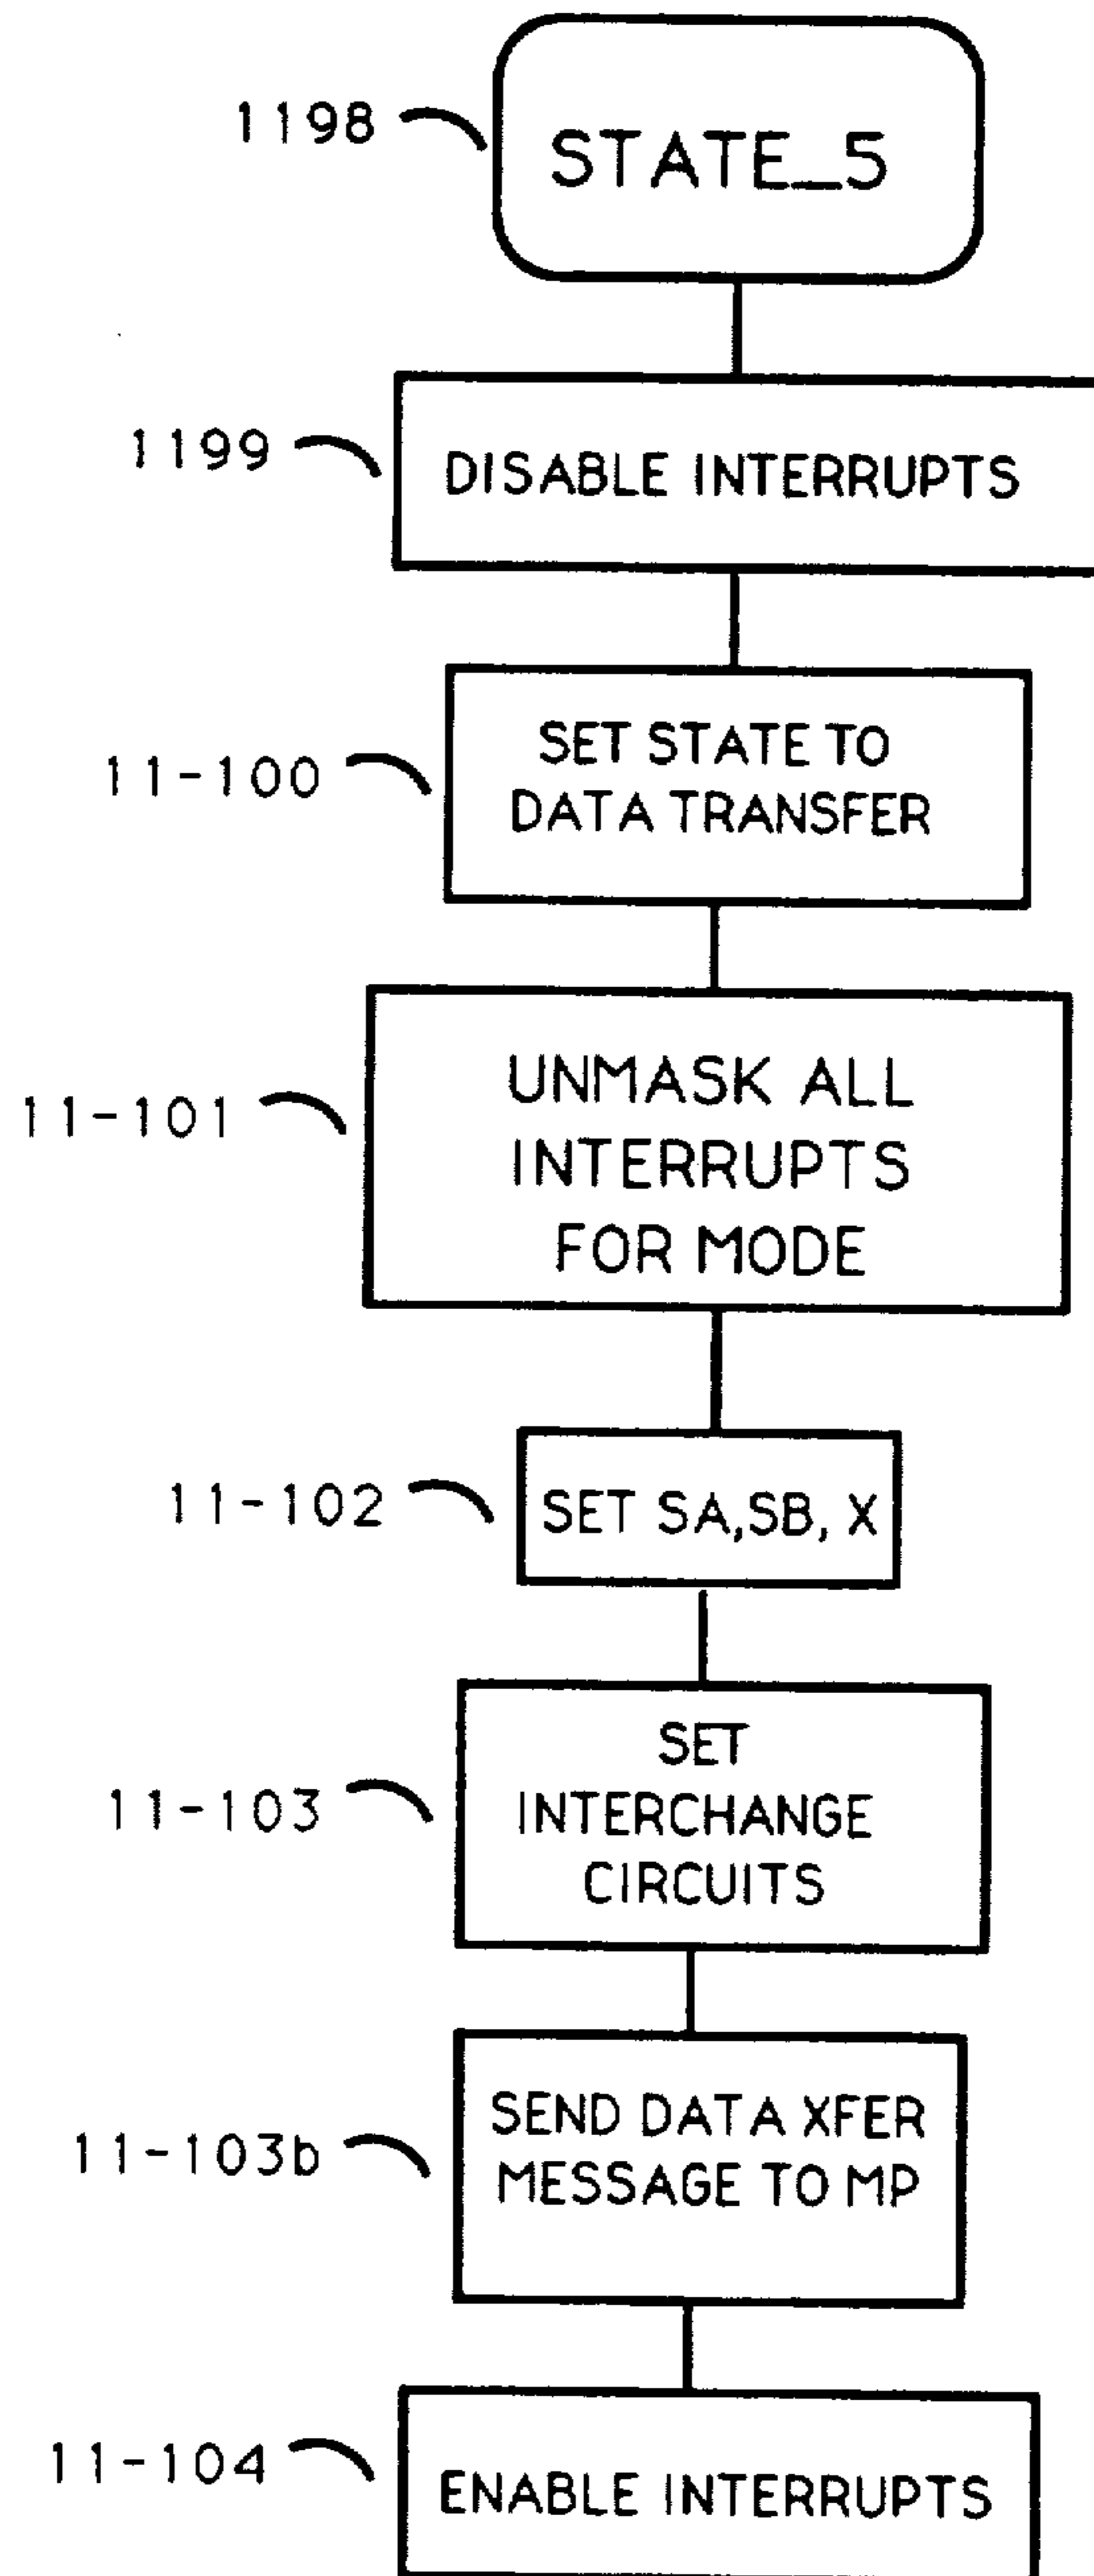 1198
STATE_5
1199
DISABLE INTERRUPTS
11-100
SET STATE TO
DATA TRANSFER
11-101
UNMASK ALL
INTERRUPTS
FOR MODE
11-102
SET SA,SB, X
11-103
SET
INTERCHANGE
CIRCUITS
11-103b
SEND DATA XFER
MESSAGE TO MP
11-104
ENABLE INTERRUPTS